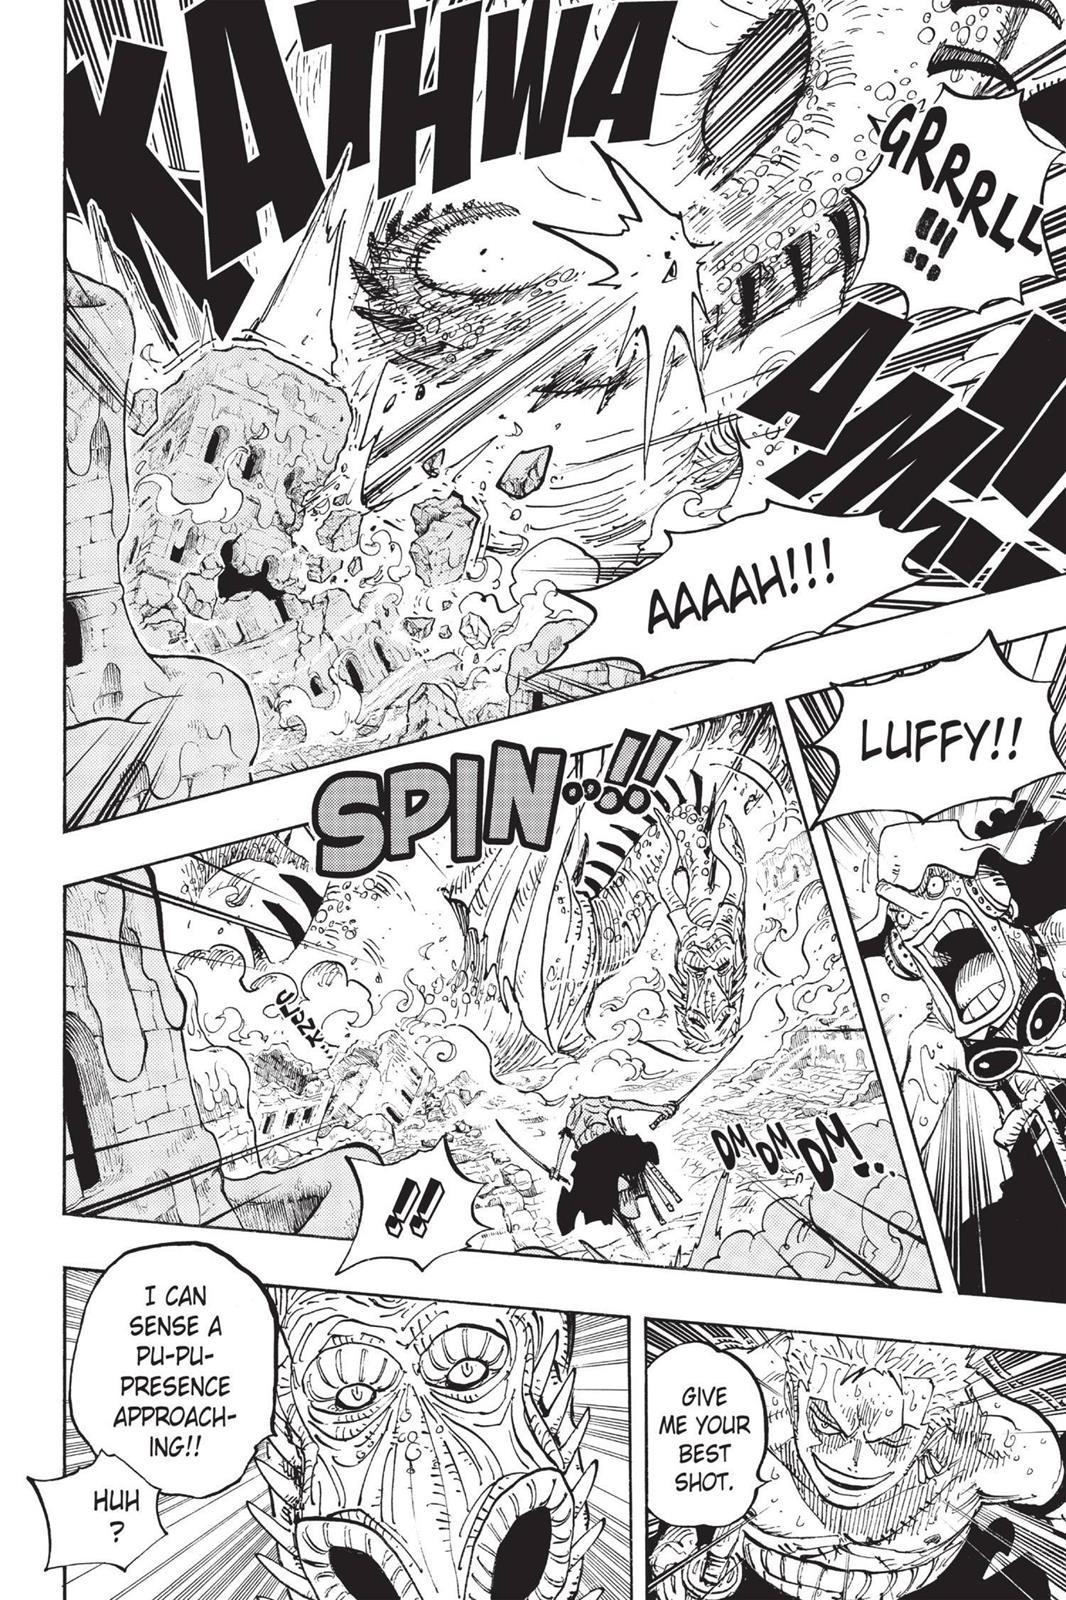 KATHWA
GRRRLL
!!!
AM...!!
AAAAH!!!
LUFFY!!
SPIN...!!
CLENK...
!!
DM DM DM...
GIVE
ME YOUR
BEST
SHOT.
I CAN
SENSE A
PU-PU-
PRESENCE
APPROACH-
ING!!
HUH
?